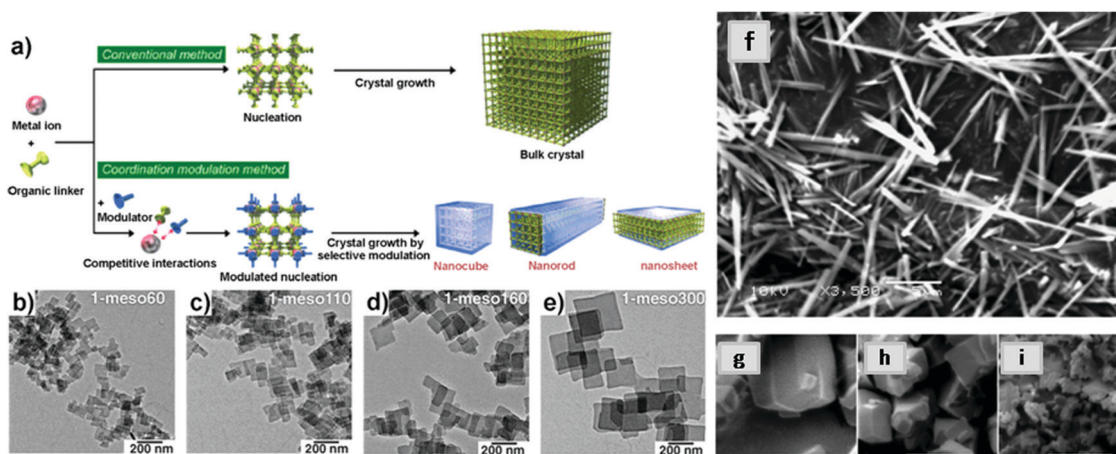 a)
Conventional method
Nucleation
Crystal growth
Bulk crystal
Metal ion
+
Organic linker
Coordination modulation method
+
Modulator
Competitive interactions
Modulated nucleation
Crystal growth by
selective modulation
Nanocube
Nanorod
nanosheet
b)
1-meso60
200 nm
c)
1-meso110
200 nm
d)
1-meso160
200 nm
e)
1-meso300
200 nm
f
10kV X3,500
g
h
i